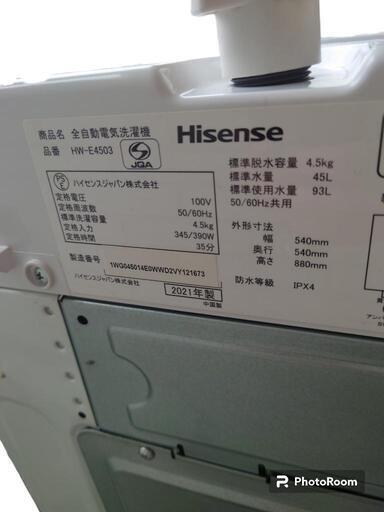 商品名 全自動電気洗濯機
品番 HW-E4503
JQA
Hisense
PSE
ハイセンスジャパン株式会社
定格電圧 100V
定格周波数 50/60Hz
標準洗濯容量 4.5kg
定格入力 345/390W
定格時間 35分
製造番号
1WG045014E0WWD2VY121673
ハイセンスジャパン株式会社
標準脱水容量 4.5kg
標準水量 45L
標準使用水量 93L
50/60Hz共用
外形寸法
幅 540mm
奥行 540mm
高さ 880mm
防水等級 IPX4
2021年製
中国製
PhotoRoom